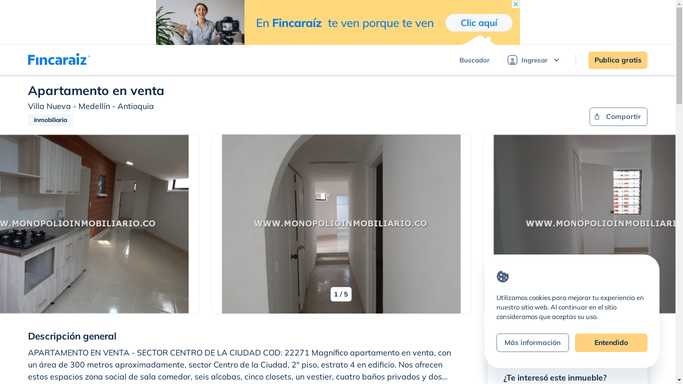 En Fincaraíz te ven porque te ven
Clic aquí
Fincaraiz
Buscador
Ingresar
Publica gratis
Apartamento en venta
Villa Nueva - Medellín - Antioquia
Inmobiliaria
Compartir
WWW.MONOPOLIOINMOBILIARIO.CO
WWW.MONOPOLIOINMOBILIARIO.CO
WWW.MONOPOLIOINMOBILIARIO
1 / 5
Utilizamos cookies para mejorar tu experiencia en
nuestro sitio web. Al continuar en el sitio
consideramos que aceptas su uso.
Más información
Entendido
Descripción general
APARTAMENTO EN VENTA - SECTOR CENTRO DE LA CIUDAD COD: 22271 Magnífico apartamento en venta, con
un área de 300 metros aproximadamente, sector Centro de la Ciudad, 2° piso, estrato 4 en edificio. Nos ofrecen
estos espacios zona social de sala comedor, seis alcobas, cinco closets, un vestier, cuatro baños privados y dos...
¿Te interesó este inmueble?